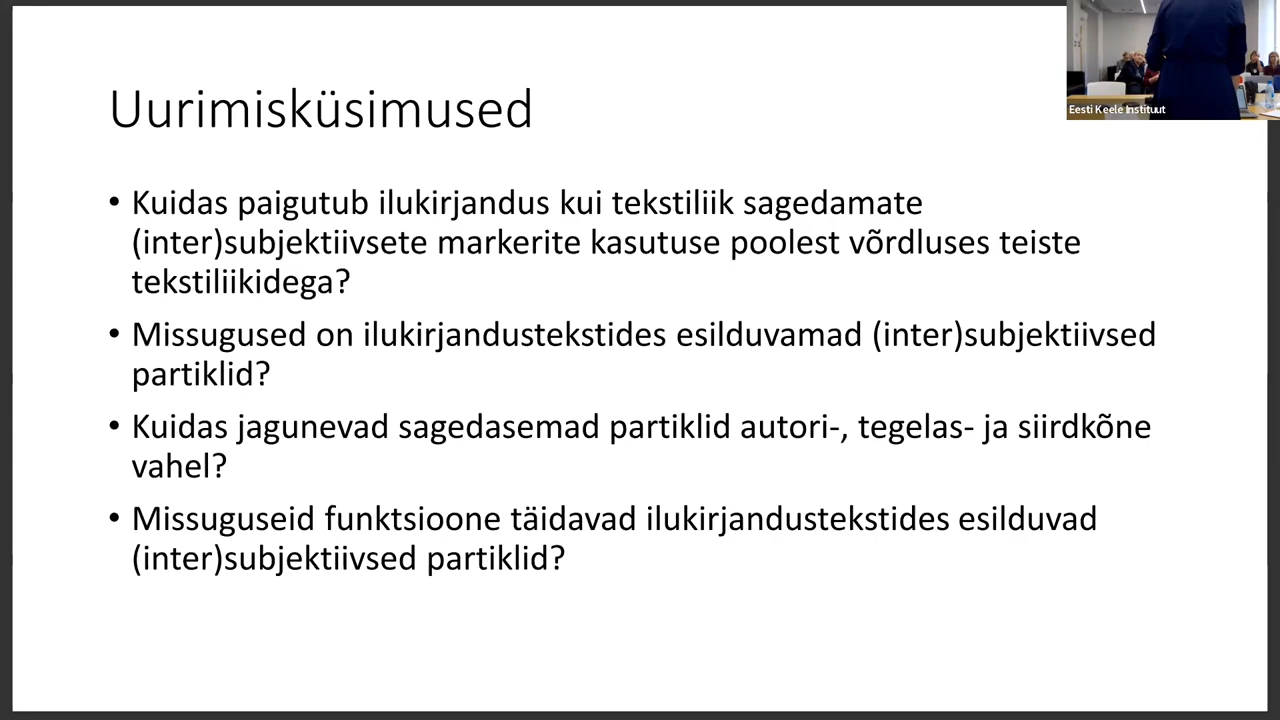 Eesti Keele Instituut
Uurimisküsimused
• Kuidas paigutub ilukirjandus kui tekstiliik sagedamate
(inter)subjektiivsete markerite kasutuse poolest võrdluses teiste
tekstiliikidega?
• Missugused on ilukirjandustekstides esilduvamad (inter)subjektiivsed
partiklid?
• Kuidas jagunevad sagedasemad partiklid autori-, tegelas- ja siirdkõne
vahel?
• Missuguseid funktsioone täidavad ilukirjandustekstides esilduvad
(inter)subjektiivsed partiklid?